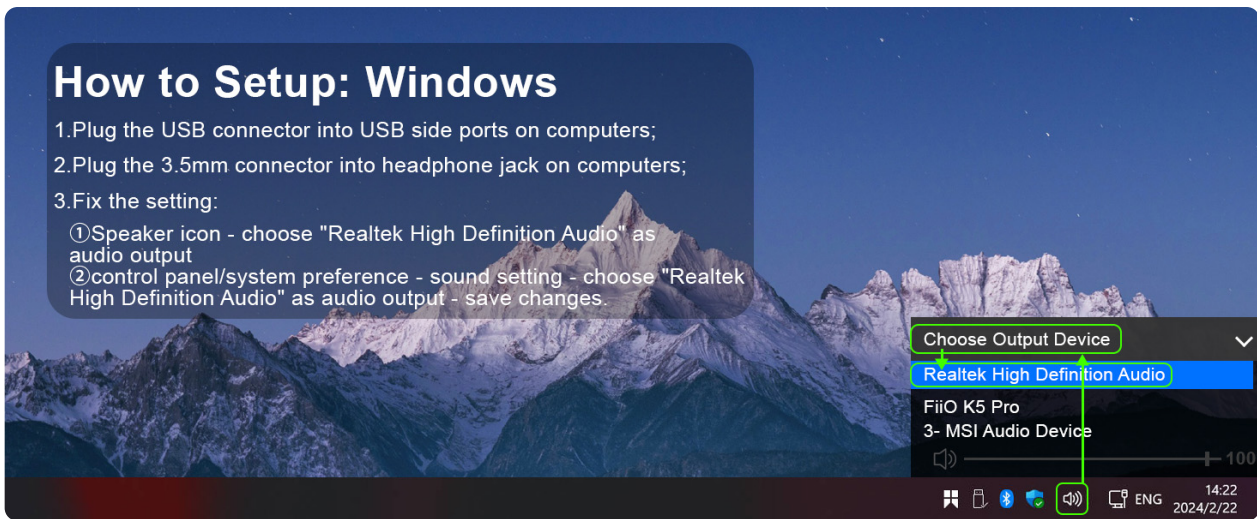 How to Setup: Windows
1.Plug the USB connector into USB side ports on computers;
2.Plug the 3.5mm connector into headphone jack on computers;
3.Fix the setting:
①Speaker icon - choose "Realtek High Definition Audio" as
audio output
②control panel/system preference - sound setting - choose "Realtek
High Definition Audio" as audio output - save changes.
Choose Output Device
Realtek High Definition Audio
FiiO K5 Pro
3- MSI Audio Device
100
ENG
14:22
2024/2/22